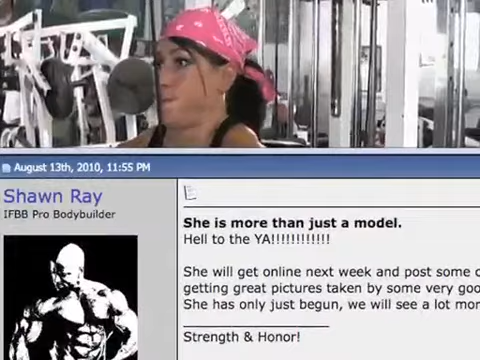 August 13th, 2010, 11:55 PM
Shawn Ray
IFBB Pro Bodybuilder
She is more than just a model.
Hell to the YA!!!!!!!!!!!!
She will get online next week and post some
getting great pictures taken by some very
She has only just begun, we will see a lot
Strength & Honor!